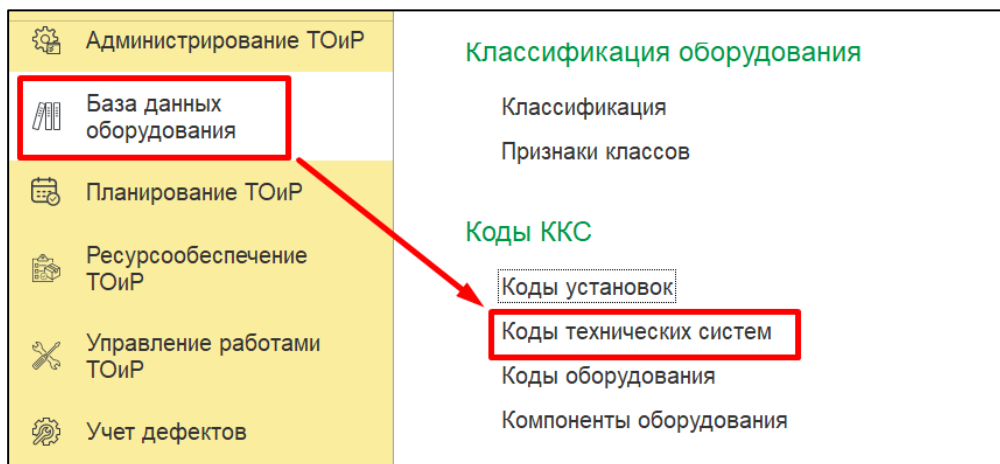 Администрирование ТОиР
База данных
оборудования
Планирование ТОиР
Ресурсообеспечение
ТОиР
Управление работами
ТОиР
Учет дефектов
Классификация оборудования
Классификация
Признаки классов
Коды ККС
Коды установок
Коды технических систем
Коды оборудования
Компоненты оборудования